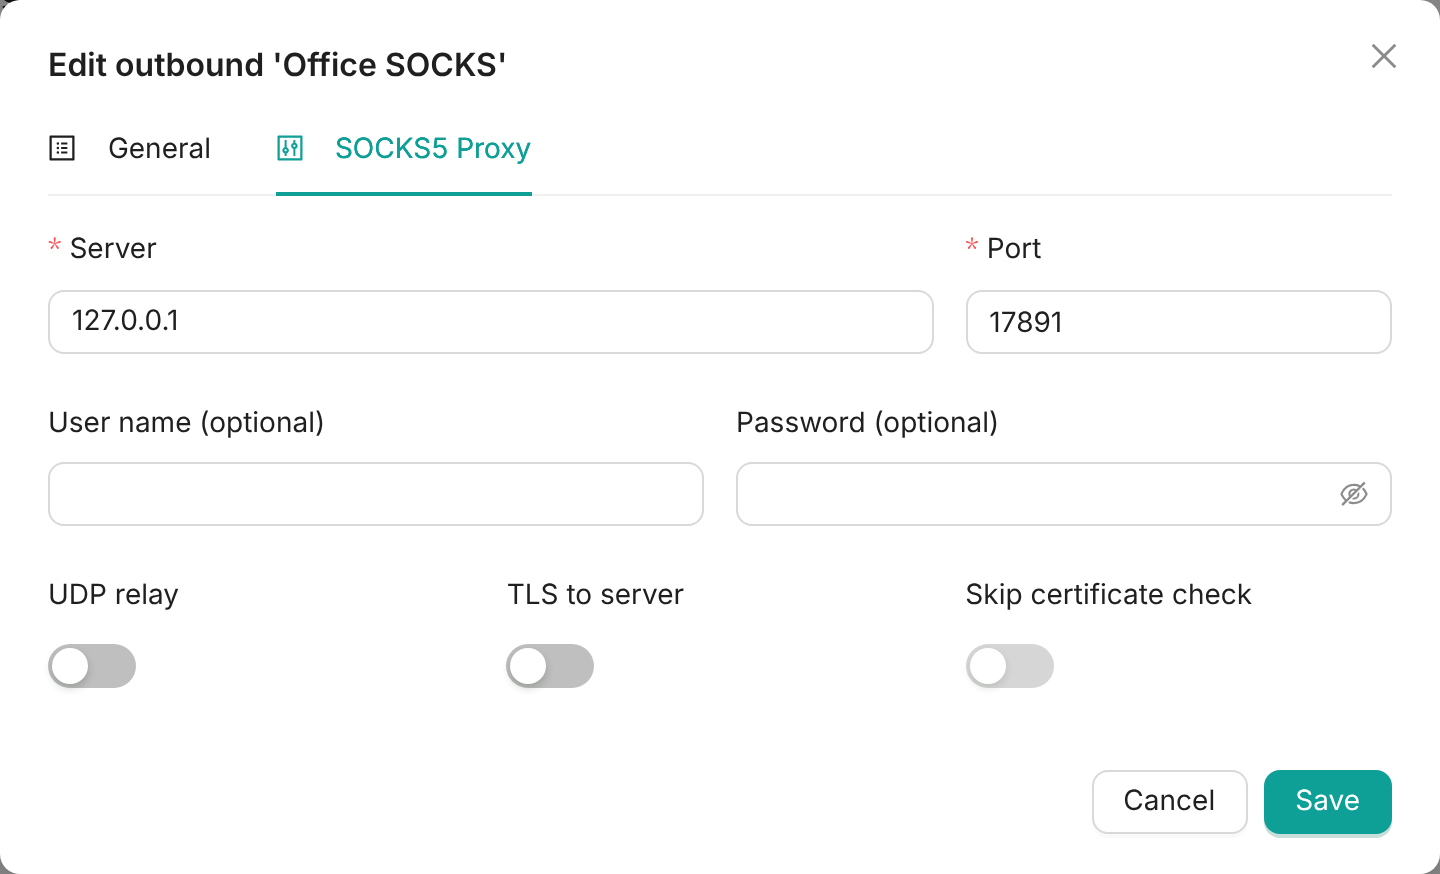 Edit outbound 'Office SOCKS'
General
SOCKS5 Proxy
* Server
* Port
127.0.0.1
17891
User name (optional)
Password (optional)
UDP relay
TLS to server
Skip certificate check
Cancel
Save